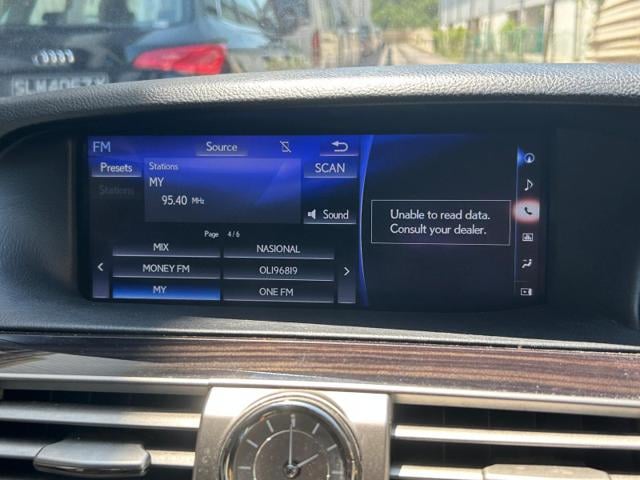 FM
Source
Presets
Stations
Stations
MY
95.40 MHz
SCAN
Sound
Page 4/6
MIX
NASIONAL
MONEY FM
OLI96819
MY
ONE FM
Unable to read data.
Consult your dealer.